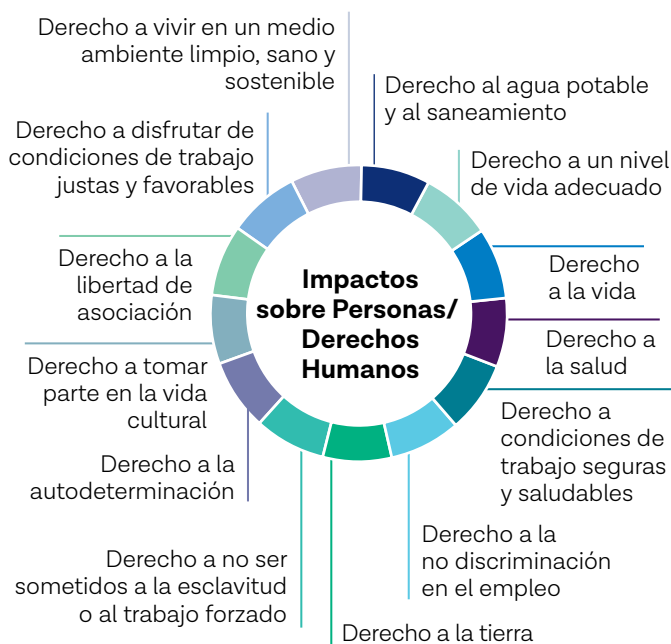 Derecho a vivir en un medio
ambiente limpio, sano y
sostenible
Derecho al agua potable
y al saneamiento
Derecho a disfrutar de
condiciones de trabajo
justas y favorables
Derecho a un nivel
de vida adecuado
Derecho a la
libertad de
asociación
Impactos
sobre Personas/
Derechos
Humanos
Derecho
a la vida
Derecho a
la salud
Derecho a tomar
parte en la vida
cultural
Derecho a
condiciones de
trabajo seguras
y saludables
Derecho a la
autodeterminación
Derecho a la
no discriminación
en el empleo
Derecho a no ser
sometidos a la esclavitud
o al trabajo forzado
Derecho a la tierra